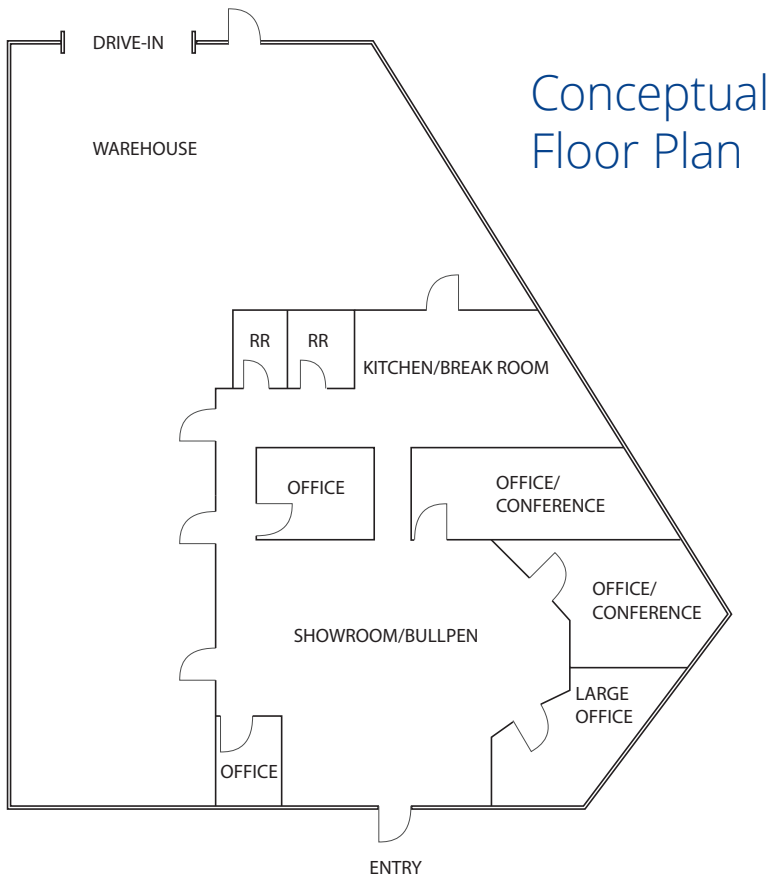 DRIVE-IN
Conceptual
Floor Plan
WAREHOUSE
RR
RR
KITCHEN/BREAK ROOM
OFFICE
OFFICE/
CONFERENCE
OFFICE/
CONFERENCE
SHOWROOM/BULLPEN
LARGE
OFFICE
OFFICE
ENTRY